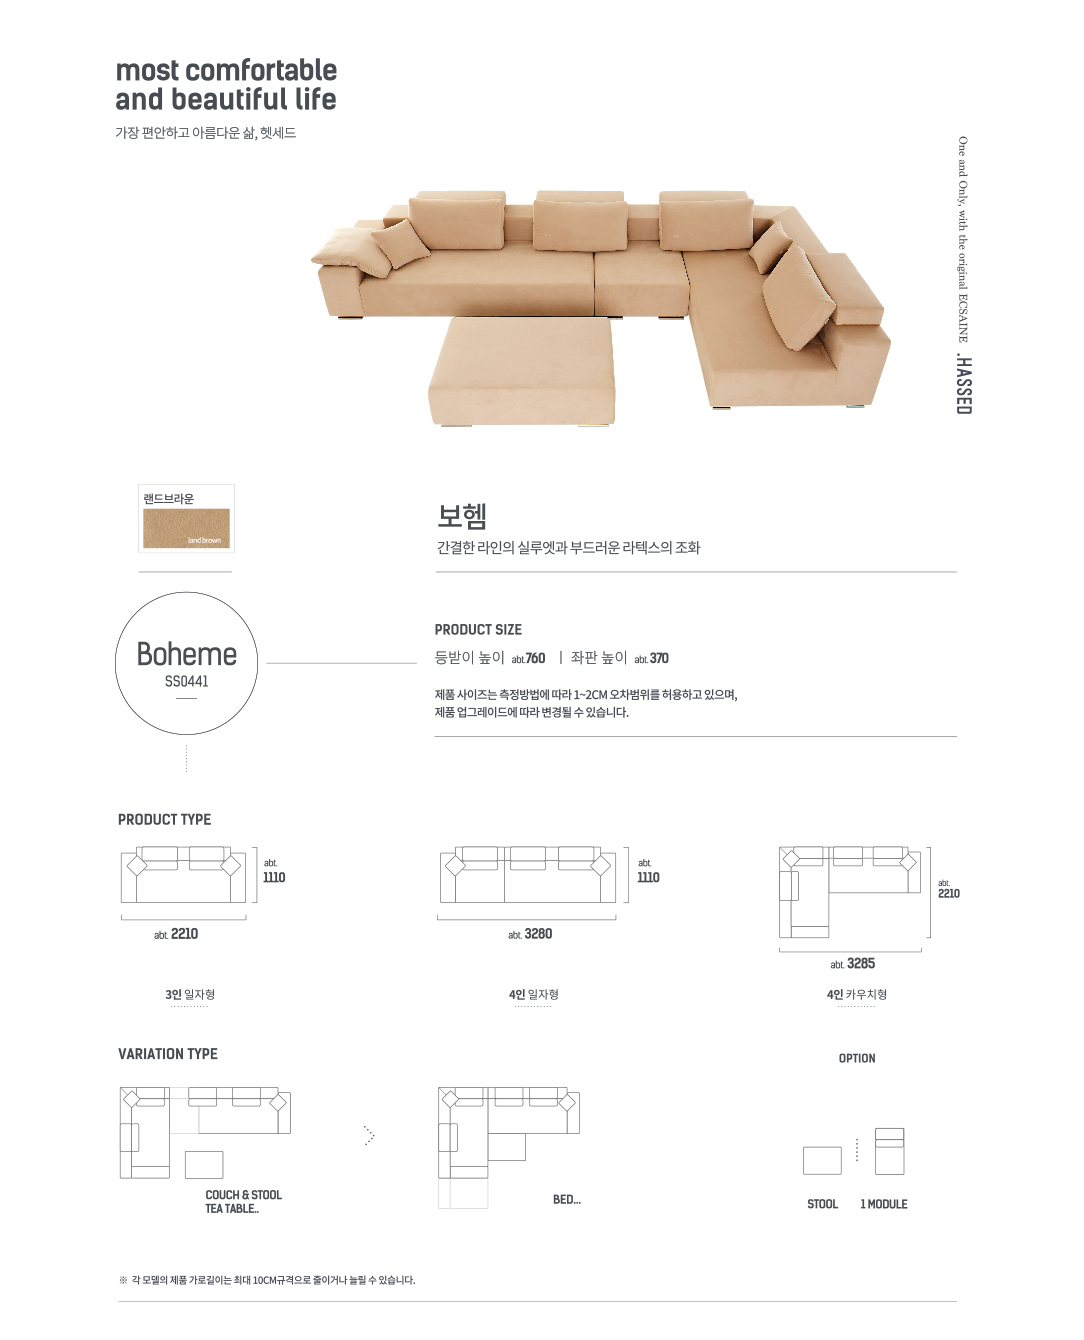 most comfortable
and beautiful life
가장 편안하고 아름다운 삶, 헷세드
One and Only, with the original ECSAINE .HASSED
랜드브라운
land brown
보헴
간결한 라인의 실루엣과 부드러운 라텍스의 조화
Boheme
SS0441
PRODUCT SIZE
등받이 높이 abt.760 | 좌판 높이 abt.370
제품 사이즈는 측정방법에 따라 1~2CM 오차범위를 허용하고 있으며,
제품 업그레이드에 따라 변경될 수 있습니다.
PRODUCT TYPE
abt.
1110
abt. 2210
3인 일자형
abt.
1110
abt. 3280
4인 일자형
abt.
2210
abt. 3285
4인 카우치형
VARIATION TYPE
OPTION
COUCH & STOOL
TEA TABLE..
BED...
STOOL
1 MODULE
※ 각 모델의 제품 가로길이는 최대 10CM규격으로 줄이거나 늘릴 수 있습니다.